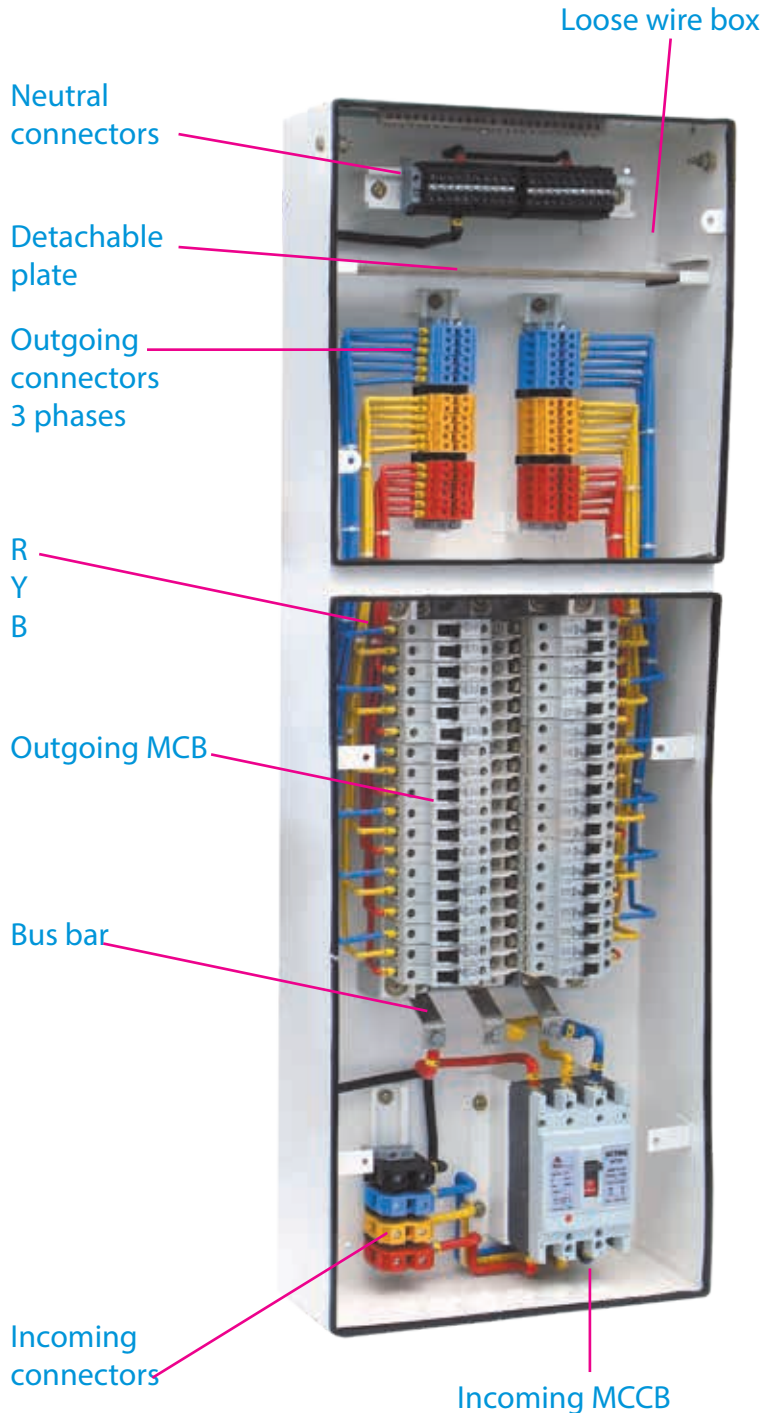 Loose wire box
Neutral
connectors
Detachable
plate
Outgoing
connectors
3 phases
R
Y
B
Outgoing MCB
Bus bar
Incoming
connectors
Incoming MCCB